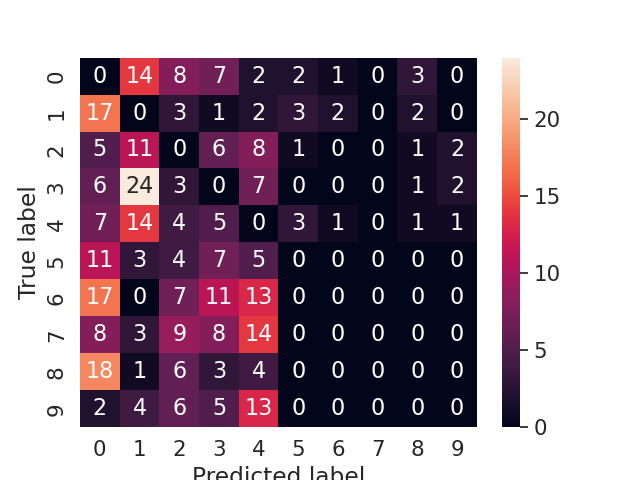 0 0 14 8 7 2 2 1 0 3 0
1 17 0 3 1 2 3 2 0 2 0
2 5 11 0 6 8 1 0 0 1 2
3 6 24 3 0 7 0 0 0 1 2
4 7 14 4 5 0 3 1 0 1 1
5 11 3 4 7 5 0 0 0 0 0
6 17 0 7 11 13 0 0 0 0 0
7 8 3 9 8 14 0 0 0 0 0
8 18 1 6 3 4 0 0 0 0 0
9 2 4 6 5 13 0 0 0 0 0
0 1 2 3 4 5 6 7 8 9
True label
Predicted label
20
15
10
5
0